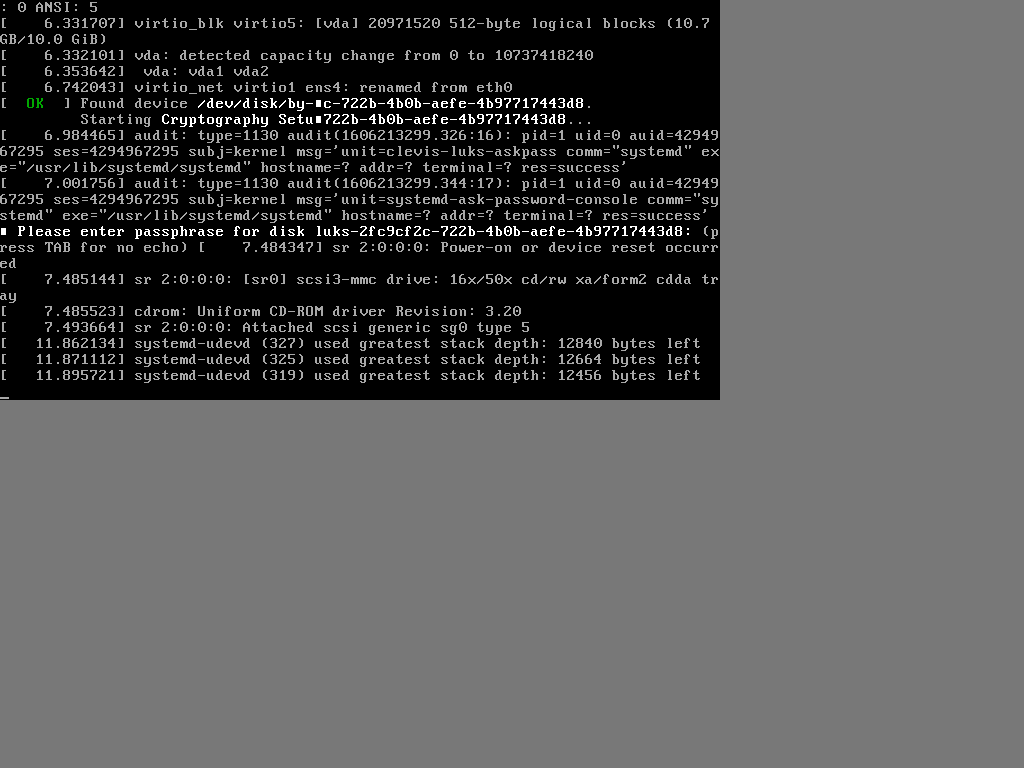 : 0 ANSI: 5
[    6.331707] virtio_blk virtio5: [vda] 20971520 512-byte logical blocks (10.7
GB/10.0 GiB)
[    6.332101] vda: detected capacity change from 0 to 10737418240
[    6.353642]  vda: vda1 vda2
[    6.742043] virtio_net virtio1 ens4: renamed from eth0
[  OK  ] Found device /dev/disk/by-▪c-722b-4b0b-aefe-4b97717443d8.
         Starting Cryptography Setu▪722b-4b0b-aefe-4b97717443d8...
[    6.984465] audit: type=1130 audit(1606213299.326:16): pid=1 uid=0 auid=42949
67295 ses=4294967295 subj=kernel msg='unit=clevis-luks-askpass comm="systemd" ex
e="/usr/lib/systemd/systemd" hostname=? addr=? terminal=? res=success'
[    7.001756] audit: type=1130 audit(1606213299.344:17): pid=1 uid=0 auid=42949
67295 ses=4294967295 subj=kernel msg='unit=systemd-ask-password-console comm="sy
stemd" exe="/usr/lib/systemd/systemd" hostname=? addr=? terminal=? res=success'
▪ Please enter passphrase for disk luks-2fc9cf2c-722b-4b0b-aefe-4b97717443d8: (p
ress TAB for no echo) [    7.484347] sr 2:0:0:0: Power-on or device reset occurr
ed
[    7.485144] sr 2:0:0:0: [sr0] scsi3-mmc drive: 16x/50x cd/rw xa/form2 cdda tr
ay
[    7.485523] cdrom: Uniform CD-ROM driver Revision: 3.20
[    7.493664] sr 2:0:0:0: Attached scsi generic sg0 type 5
[   11.862134] systemd-udevd (327) used greatest stack depth: 12840 bytes left
[   11.871112] systemd-udevd (325) used greatest stack depth: 12664 bytes left
[   11.895721] systemd-udevd (319) used greatest stack depth: 12456 bytes left